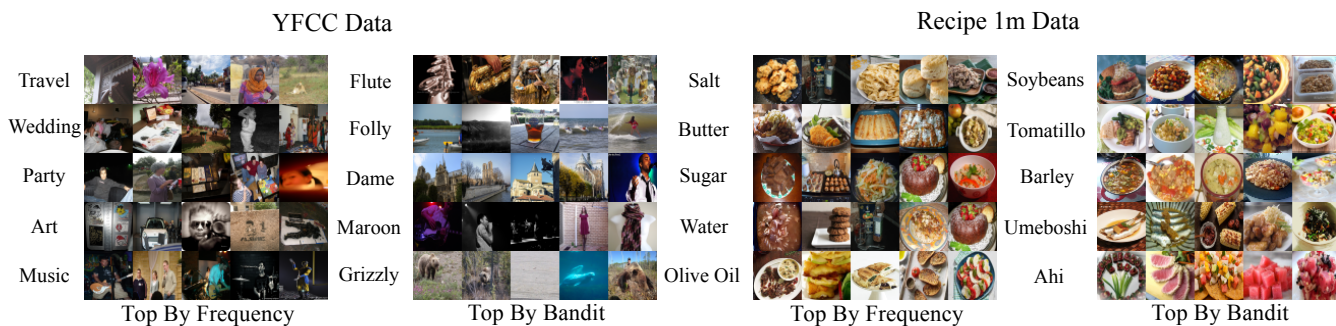 YFCC Data
Recipe 1m Data
Travel
Wedding
Party
Art
Music
Top By Frequency
Flute
Folly
Dame
Maroon
Grizzly
Top By Bandit
Salt
Butter
Sugar
Water
Olive Oil
Top By Frequency
Soybeans
Tomatillo
Barley
Umeboshi
Ahi
Top By Bandit